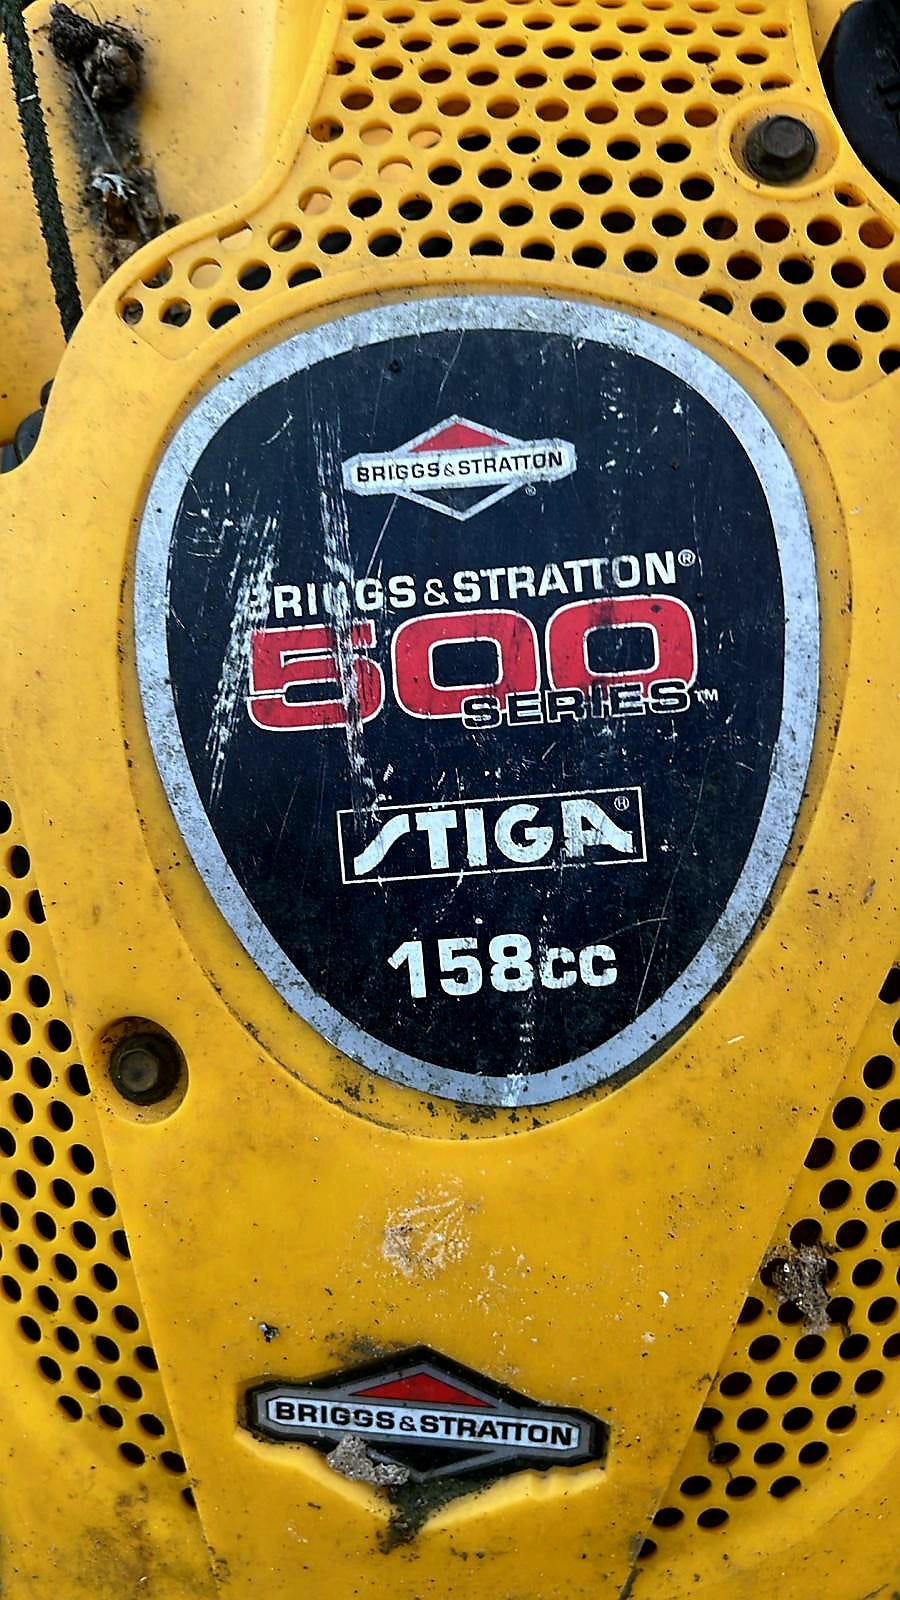 BRIGGS&STRATTON
®
BRIGGS&STRATTON®
500
SERIES™
STIGA®
158cc
BRIGGS&STRATTON